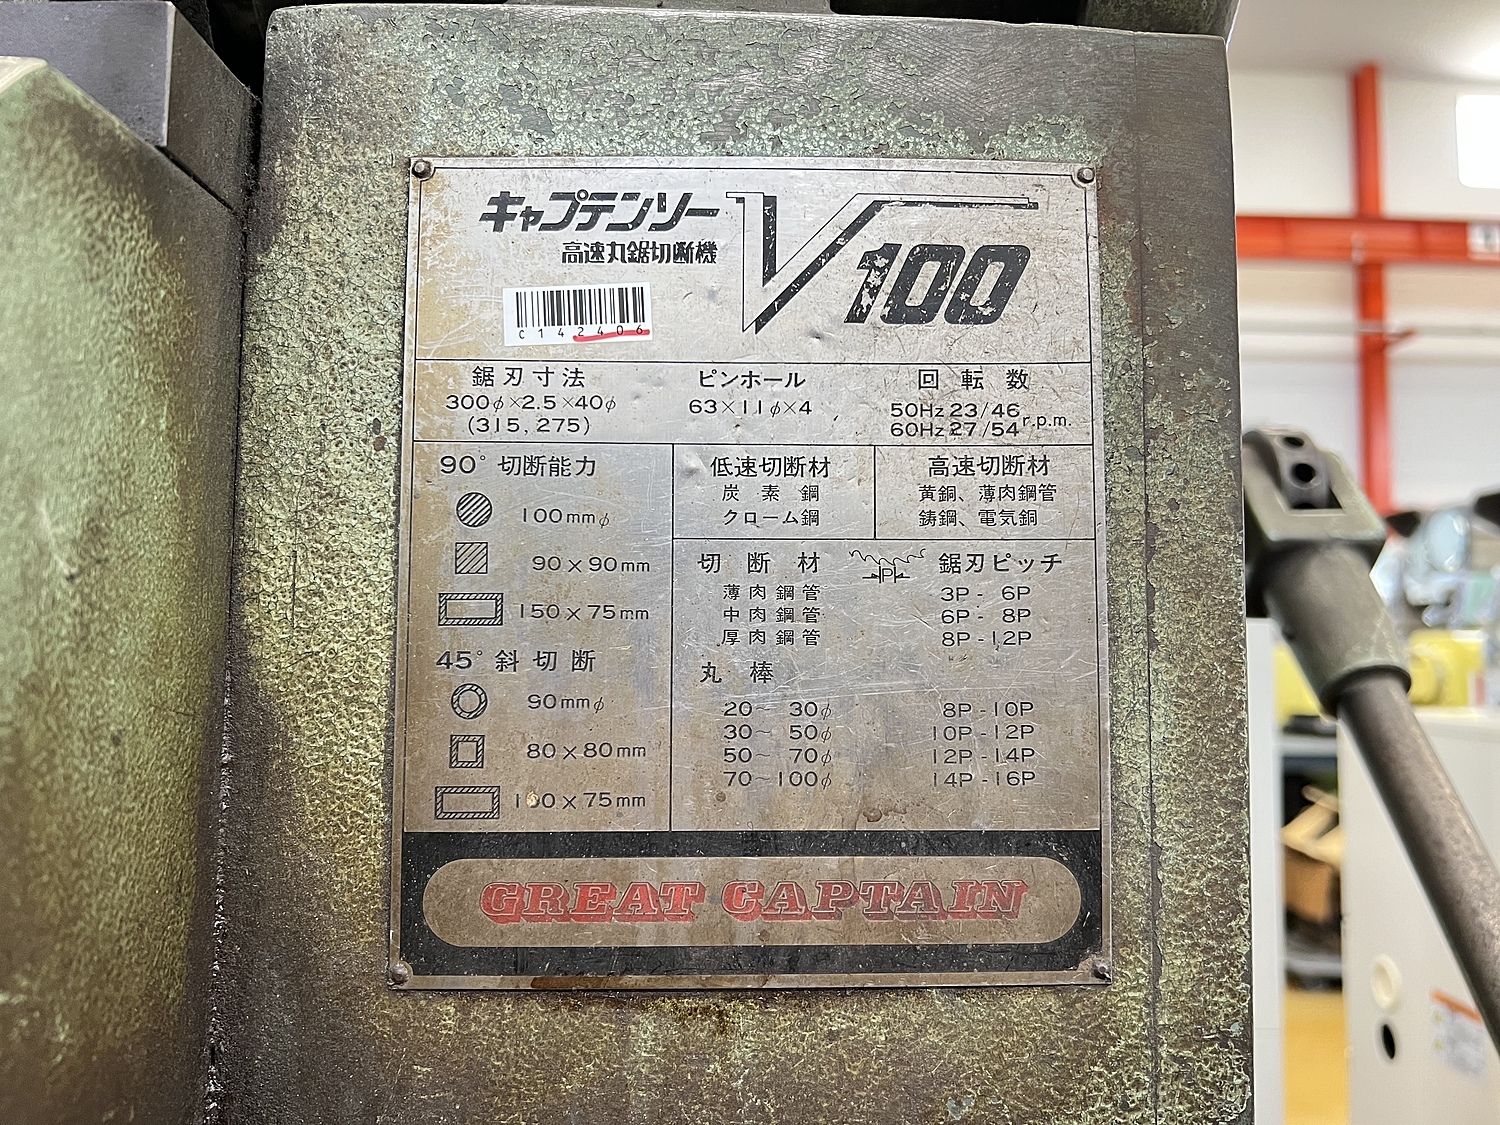 キャプテンソー V100
高速丸鋸切断機
C142406
鋸刃寸法
300φ×2.5×40φ
(315, 275)
ピンホール
63×11φ×4
回転数
50Hz 23/46
60Hz 27/54 r.p.m.
90° 切断能力
100mmφ
90×90mm
150×75mm
45° 斜切断
90mmφ
80×80mm
100×75mm
低速切断材
炭素鋼
クローム鋼
高速切断材
黄銅、薄肉鋼管
鋳鋼、電気銅
切断材 P 鋸刃ピッチ
薄肉鋼管 3P - 6P
中肉鋼管 6P - 8P
厚肉鋼管 8P - 12P
丸棒
20~30φ 8P - 10P
30~50φ 10P - 12P
50~70φ 12P - 14P
70~100φ 14P - 16P
GREAT CAPTAIN